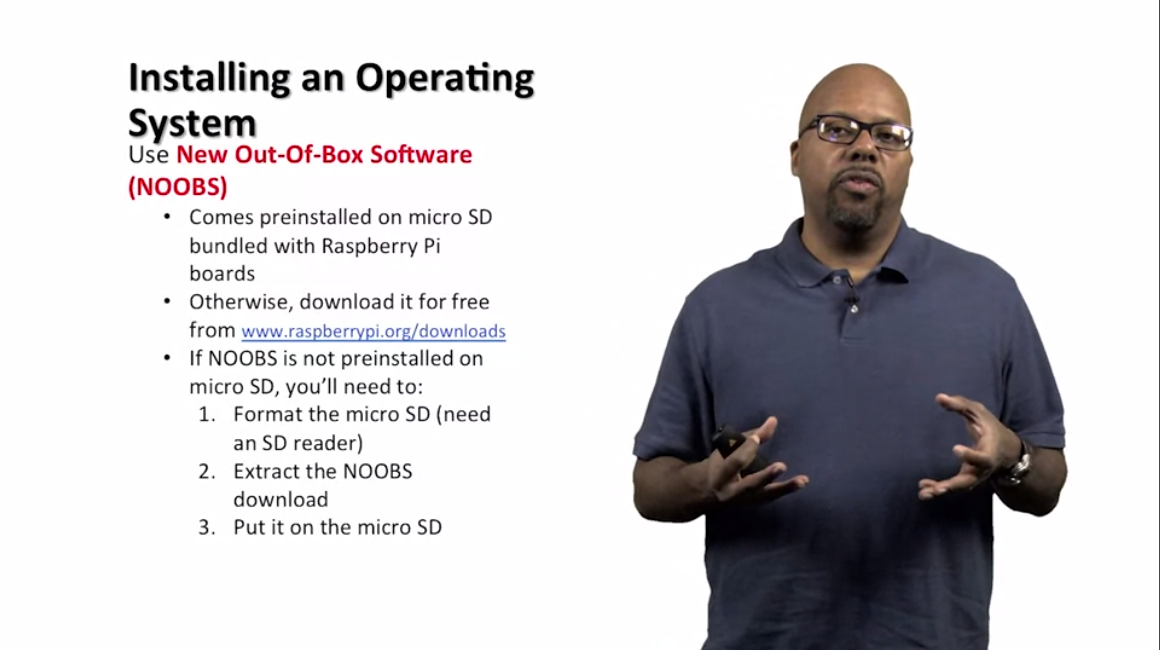 Installing an Operating
System
Use New Out-Of-Box Software
(NOOBS)
• Comes preinstalled on micro SD
bundled with Raspberry Pi
boards
• Otherwise, download it for free
from www.raspberrypi.org/downloads
• If NOOBS is not preinstalled on
micro SD, you’ll need to:
1. Format the micro SD (need
an SD reader)
2. Extract the NOOBS
download
3. Put it on the micro SD